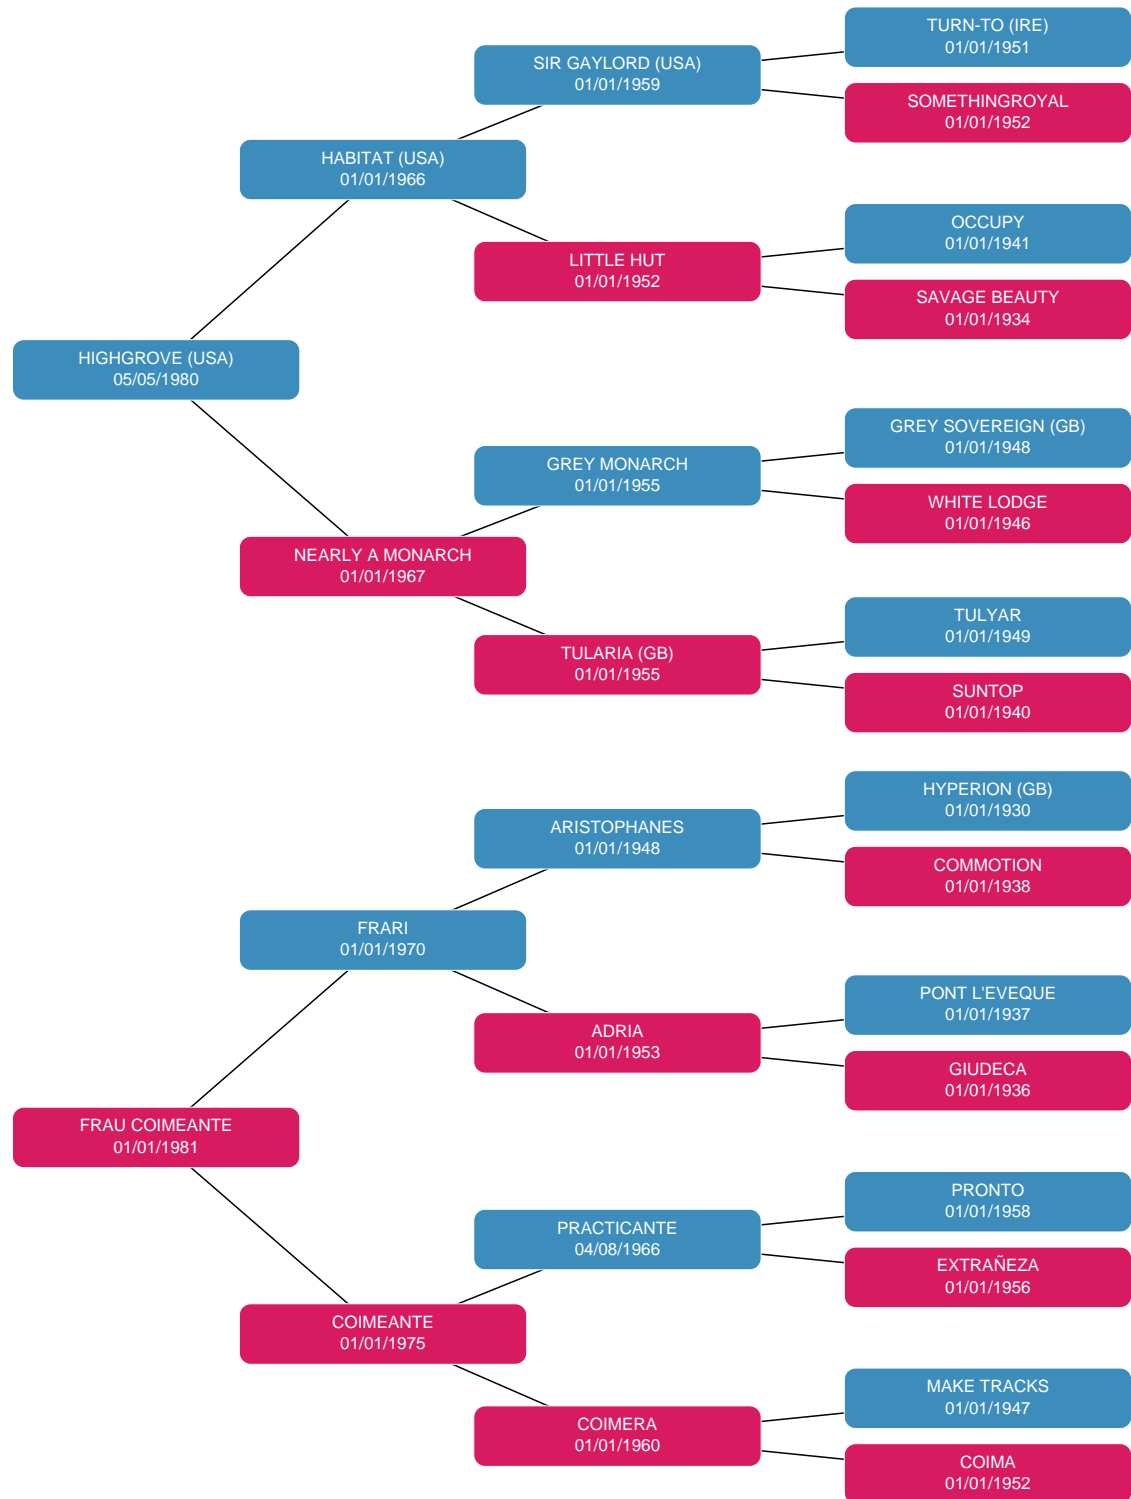 TURN-TO (IRE)
01/01/1951
SIR GAYLORD (USA)
01/01/1959
SOMETHINGROYAL
01/01/1952
HABITAT (USA)
01/01/1966
OCCUPY
01/01/1941
LITTLE HUT
01/01/1952
SAVAGE BEAUTY
01/01/1934
HIGHGROVE (USA)
05/05/1980
GREY SOVEREIGN (GB)
01/01/1948
GREY MONARCH
01/01/1955
WHITE LODGE
01/01/1946
NEARLY A MONARCH
01/01/1967
TULYAR
01/01/1949
TULARIA (GB)
01/01/1955
SUNTOP
01/01/1940
HYPERION (GB)
01/01/1930
ARISTOPHANES
01/01/1948
COMMOTION
01/01/1938
FRARI
01/01/1970
PONT L'EVEQUE
01/01/1937
ADRIA
01/01/1953
GIUDECA
01/01/1936
FRAU COIMEANTE
01/01/1981
PRONTO
01/01/1958
PRACTICANTE
04/08/1966
EXTRAÑEZA
01/01/1956
COIMEANTE
01/01/1975
MAKE TRACKS
01/01/1947
COIMERA
01/01/1960
COIMA
01/01/1952